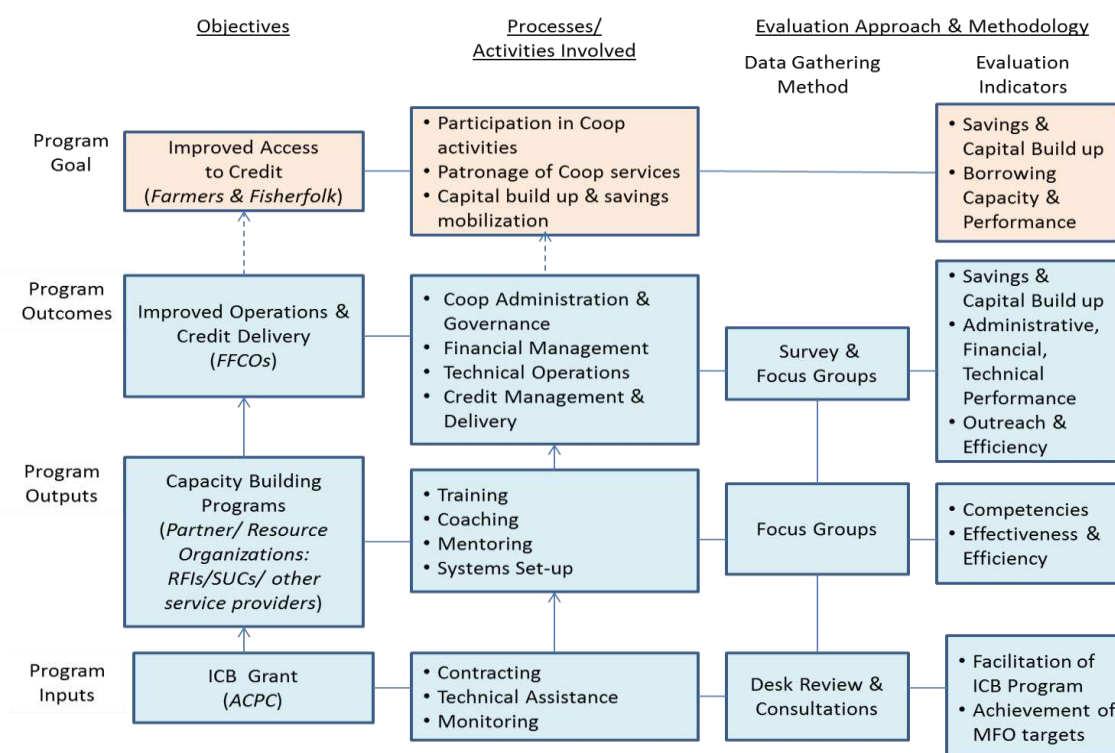 Objectives
Processes/
Activities Involved
Evaluation Approach & Methodology
Data Gathering
Method
Evaluation
Indicators
Program
Goal
Improved Access
to Credit
(Farmers & Fisherfolk)
• Participation in Coop
activities
• Patronage of Coop services
• Capital build up & savings
mobilization
• Savings &
Capital Build up
• Borrowing
Capacity &
Performance
Program
Outcomes
Improved Operations &
Credit Delivery
(FFCOs)
• Coop Administration &
Governance
• Financial Management
• Technical Operations
• Credit Management &
Delivery
Survey &
Focus Groups
• Savings &
Capital Build up
• Administrative,
Financial,
Technical
Performance
• Outreach &
Efficiency
Program
Outputs
Capacity Building
Programs
(Partner/ Resource
Organizations:
RFIs/SUCs/ other
service providers)
• Training
• Coaching
• Mentoring
• Systems Set-up
Focus Groups
• Competencies
• Effectiveness &
Efficiency
Program
Inputs
ICB Grant
(ACPC)
• Contracting
• Technical Assistance
• Monitoring
Desk Review &
Consultations
• Facilitation of
ICB Program
• Achievement of
MFO targets